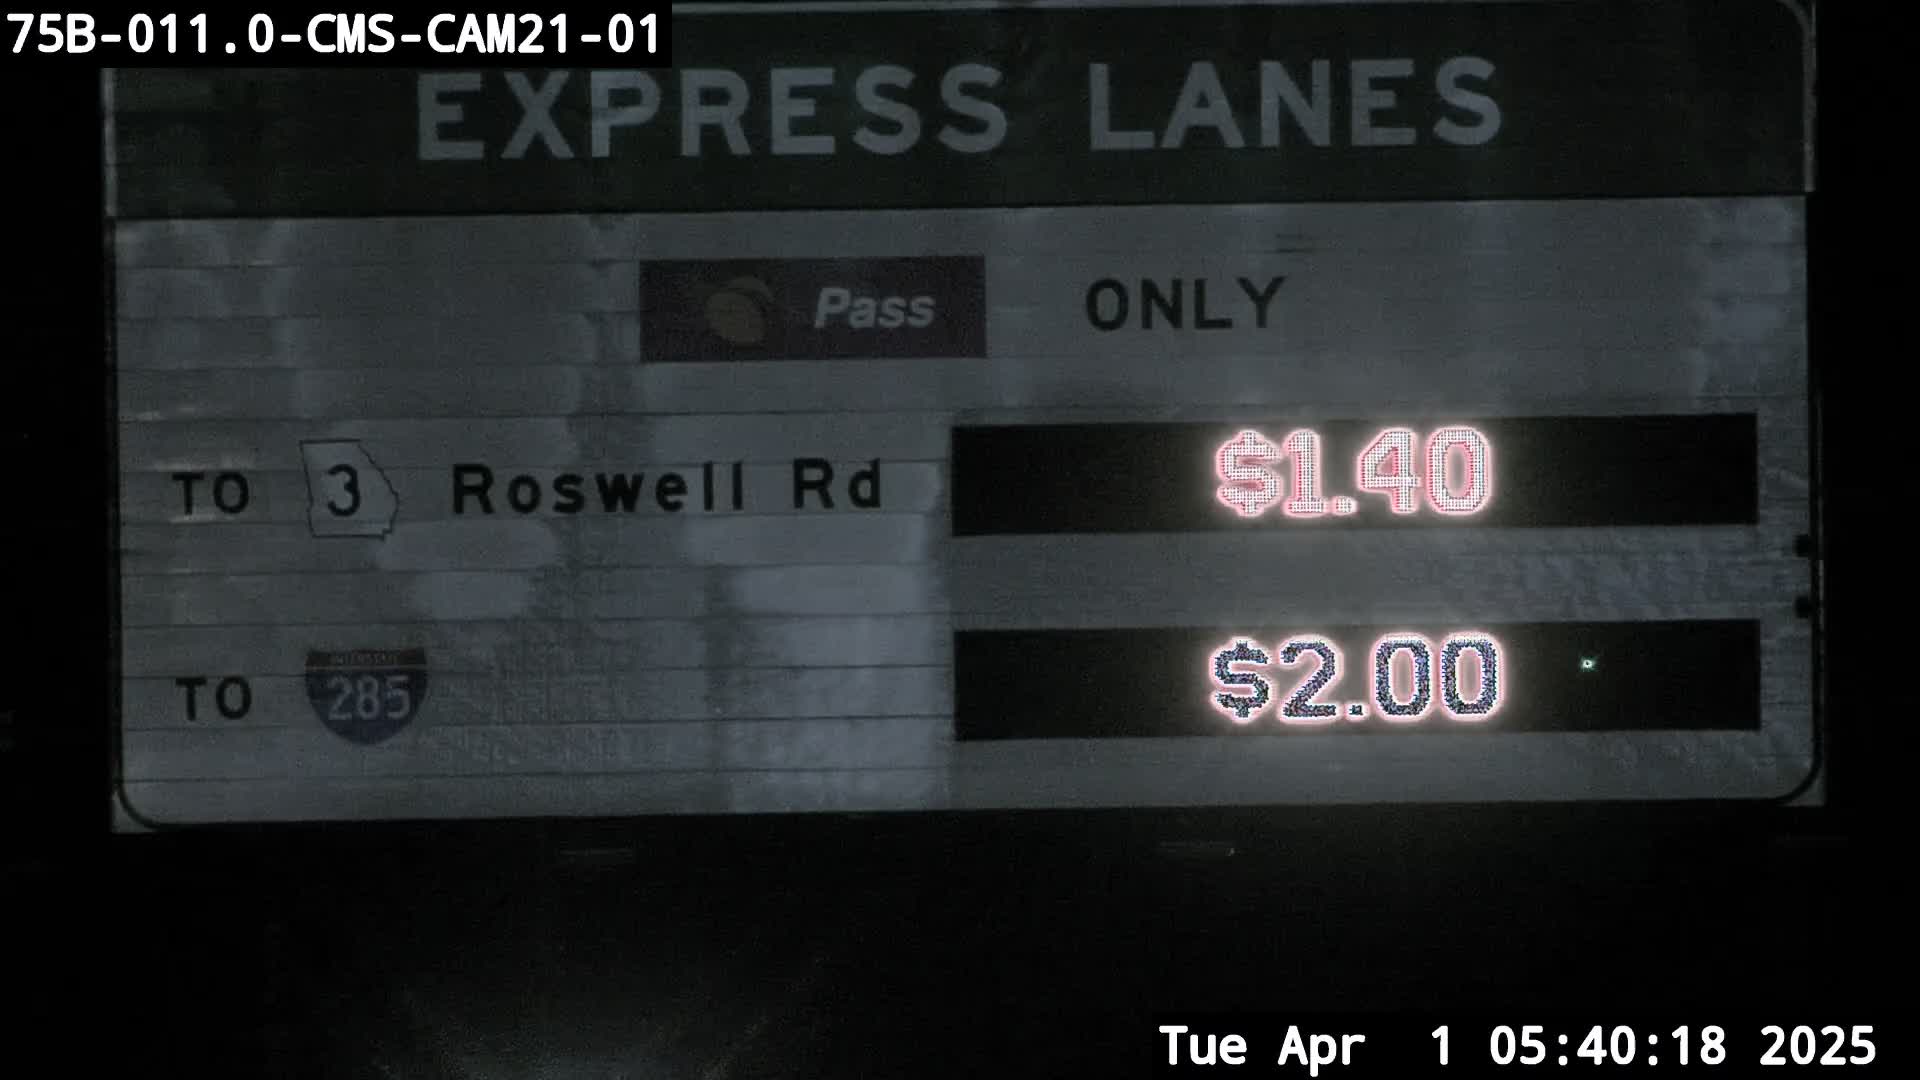 75B-011.0-CMS-CAM21-01
EXPRESS LANES
Pass ONLY
TO 3 Roswell Rd $1.40
INTERSTATE
TO 285 $2.00
Tue Apr 1 05:40:18 2025